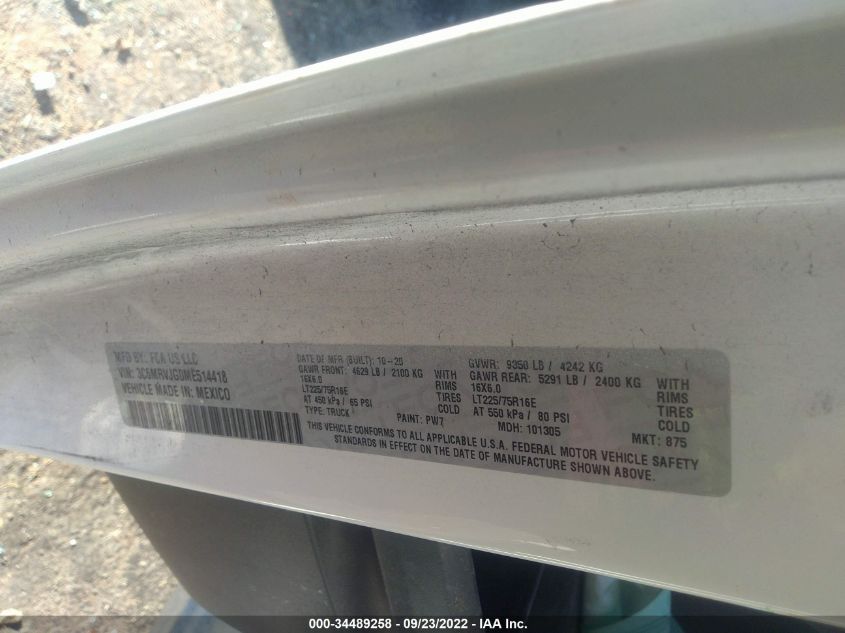 MFD BY: FCA US LLC
VIN: 3C6MRVJG0ME514418
VEHICLE MADE IN: MEXICO
DATE OF MFR (BUILT): 10-20
GAWR FRONT: 4629 LB / 2100 KG WITH
16X6.0 RIMS
LT225/75R16E TIRES
AT 450 kPa / 65 PSI COLD
TYPE: TRUCK PAINT: PW7
GVWR: 9350 LB / 4242 KG
GAWR REAR: 5291 LB / 2400 KG WITH
16X6.0 RIMS
LT225/75R16E TIRES
AT 550 kPa / 80 PSI COLD
MDH: 101305 MKT: 875
THIS VEHICLE CONFORMS TO ALL APPLICABLE U.S.A. FEDERAL MOTOR VEHICLE SAFETY
STANDARDS IN EFFECT ON THE DATE OF MANUFACTURE SHOWN ABOVE.
000-34489258 - 09/23/2022 - IAA Inc.